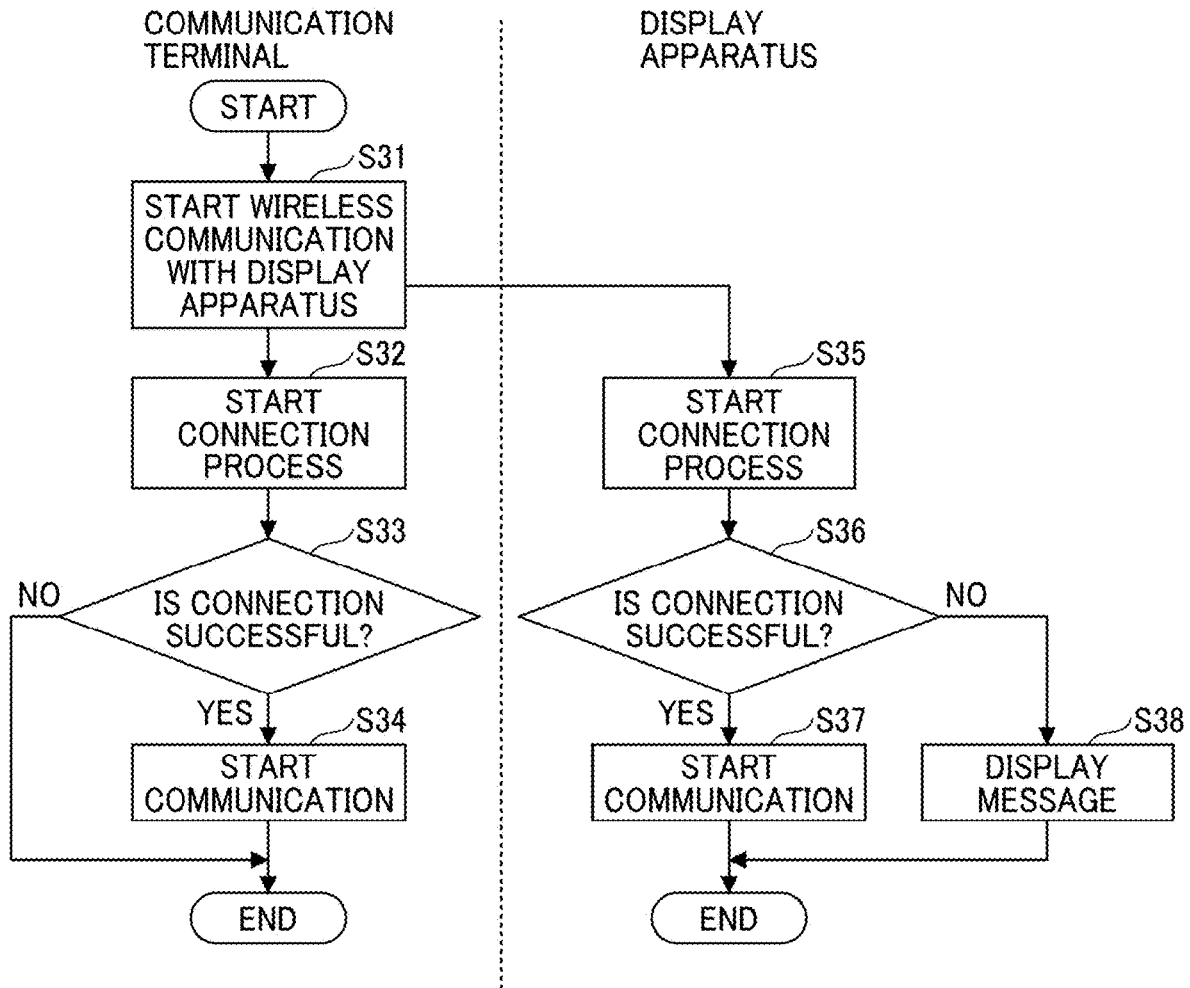 COMMUNICATION
TERMINAL
START
S31
START WIRELESS
COMMUNICATION
WITH DISPLAY
APPARATUS
S32
START
CONNECTION
PROCESS
S33
IS CONNECTION
SUCCESSFUL?
NO
YES
S34
START
COMMUNICATION
END
DISPLAY
APPARATUS
S35
START
CONNECTION
PROCESS
S36
IS CONNECTION
SUCCESSFUL?
NO
YES
S37
START
COMMUNICATION
S38
DISPLAY
MESSAGE
END